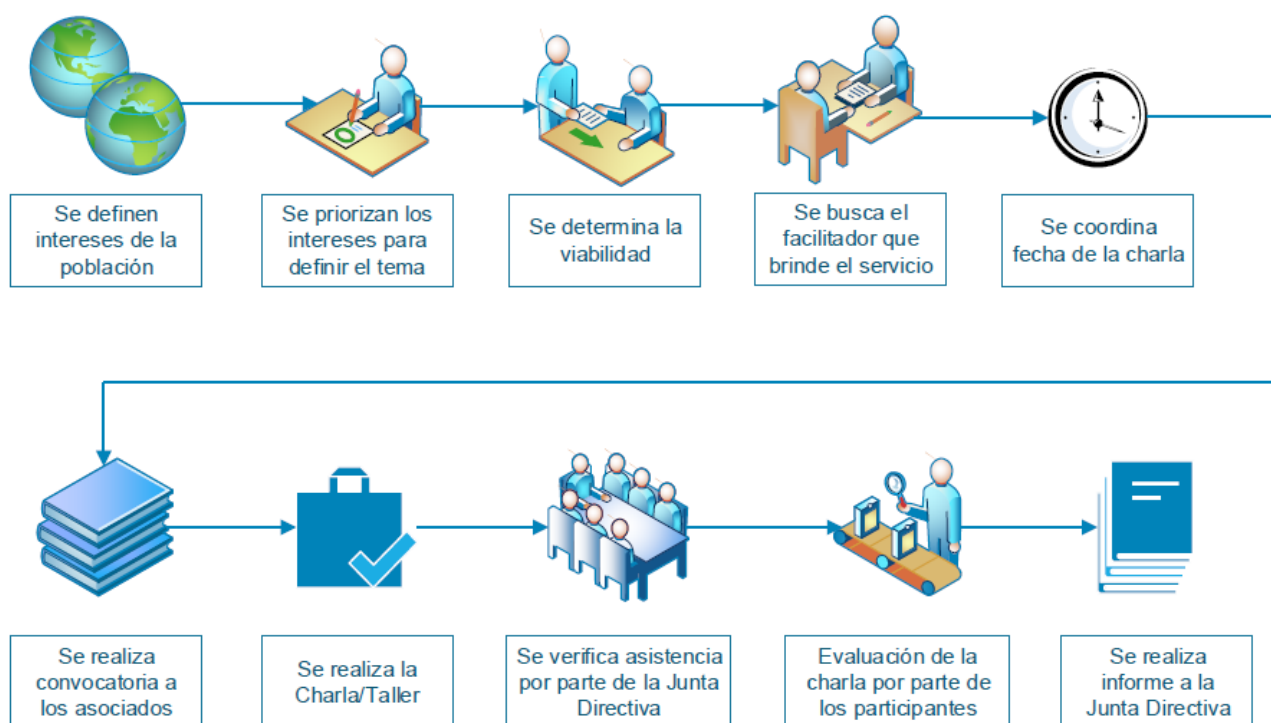 Se definen
intereses de la
población
Se priorizan los
intereses para
definir el tema
Se determina la
viabilidad
Se busca el
facilitador que
brinde el servicio
Se coordina
fecha de la charla
Se realiza
convocatoria a
los asociados
Se realiza la
Charla/Taller
Se verifica asistencia
por parte de la Junta
Directiva
Evaluación de la
charla por parte de
los participantes
Se realiza
informe a la
Junta Directiva